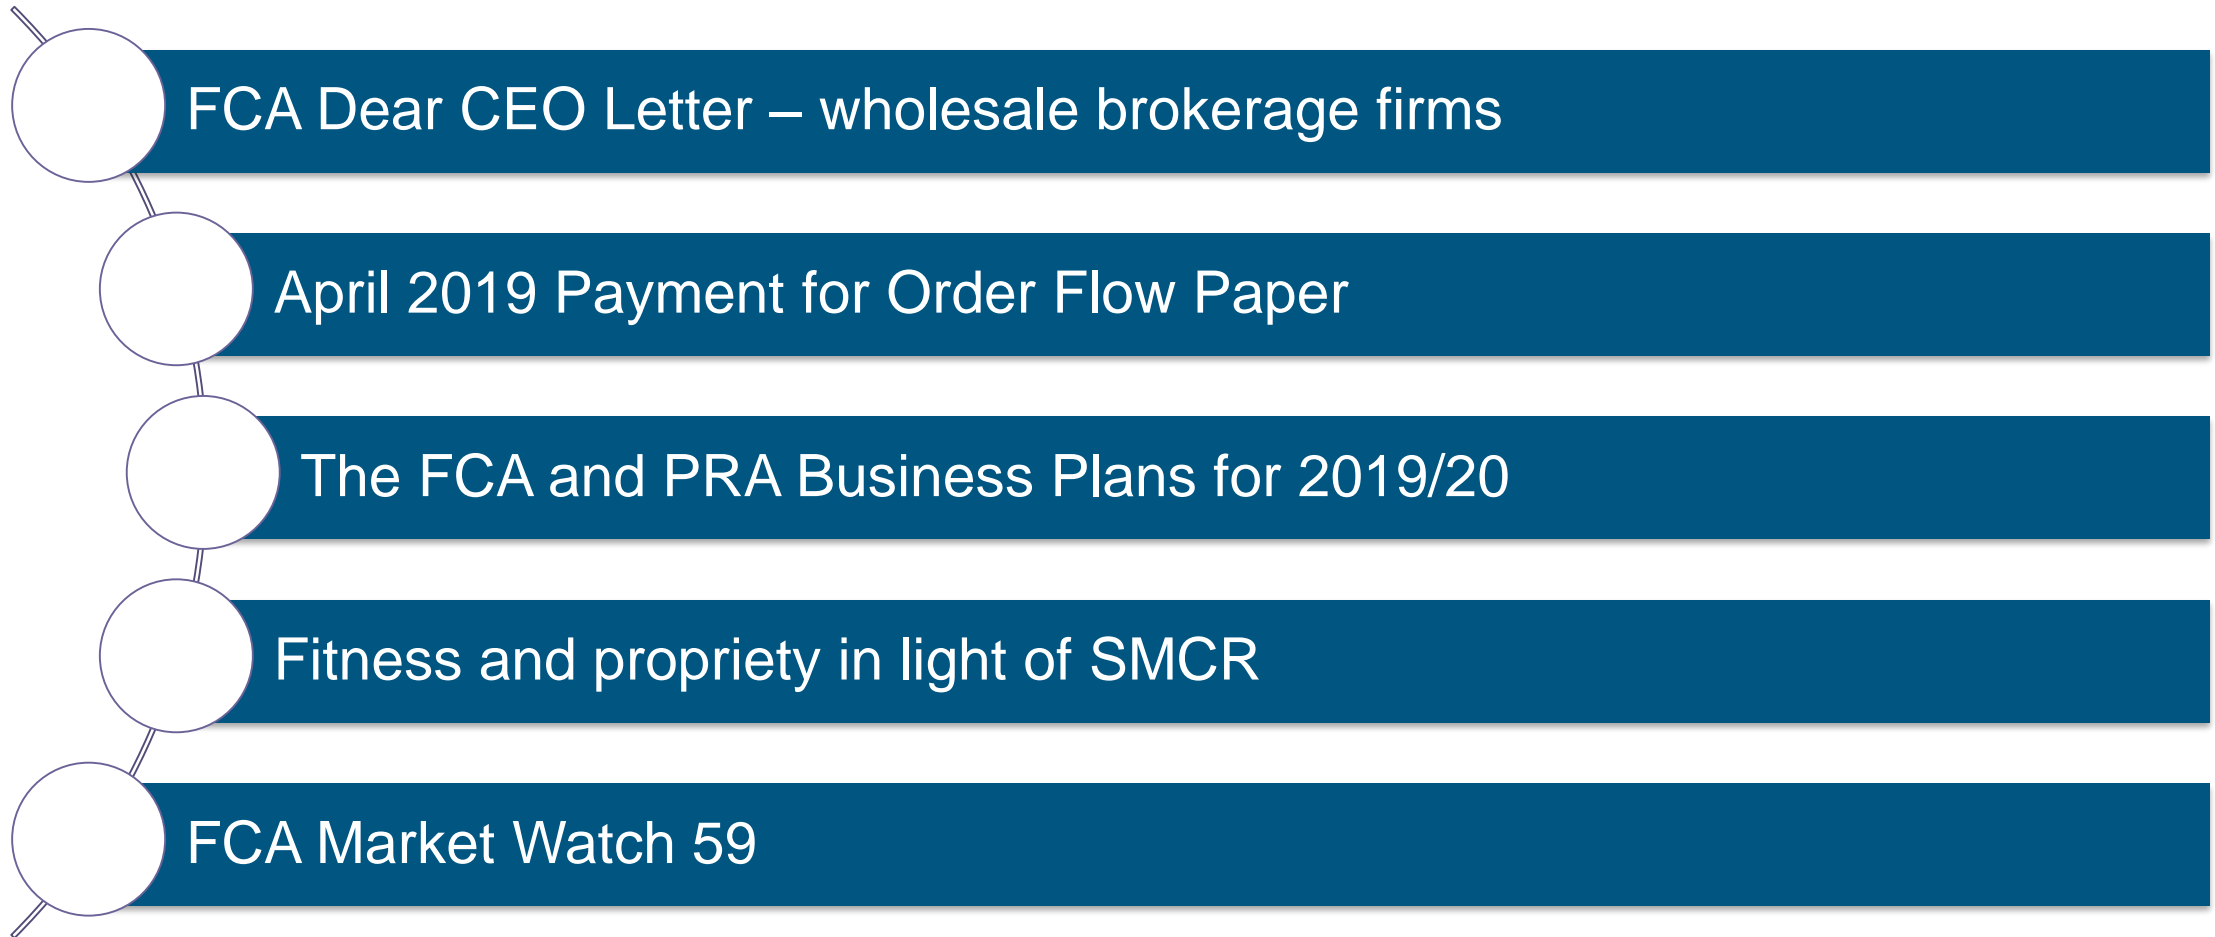 FCA Dear CEO Letter – wholesale brokerage firms
April 2019 Payment for Order Flow Paper
The FCA and PRA Business Plans for 2019/20
Fitness and propriety in light of SMCR
FCA Market Watch 59